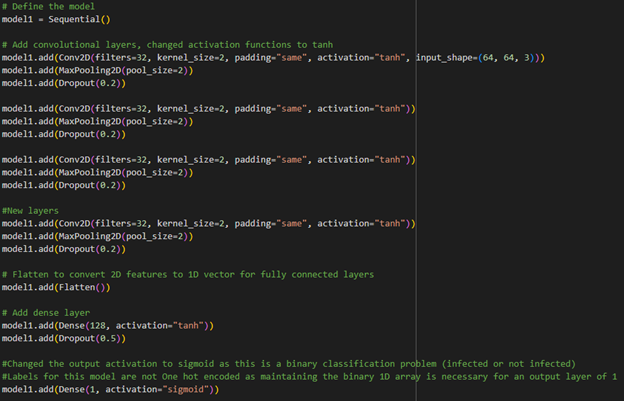 # Define the model
model1 = Sequential()
# Add convolutional layers, changed activation functions to tanh
model1.add(Conv2D(filters=32, kernel_size=2, padding="same", activation="tanh", input_shape=(64, 64, 3)))
model1.add(MaxPooling2D(pool_size=2))
model1.add(Dropout(0.2))
model1.add(Conv2D(filters=32, kernel_size=2, padding="same", activation="tanh"))
model1.add(MaxPooling2D(pool_size=2))
model1.add(Dropout(0.2))
model1.add(Conv2D(filters=32, kernel_size=2, padding="same", activation="tanh"))
model1.add(MaxPooling2D(pool_size=2))
model1.add(Dropout(0.2))
#New layers
model1.add(Conv2D(filters=32, kernel_size=2, padding="same", activation="tanh"))
model1.add(MaxPooling2D(pool_size=2))
model1.add(Dropout(0.2))
# Flatten to convert 2D features to 1D vector for fully connected layers
model1.add(Flatten())
# Add dense layer
model1.add(Dense(128, activation="tanh"))
model1.add(Dropout(0.5))
#Changed the output activation to sigmoid as this is a binary classification problem (infected or not infected)
#Labels for this model are not One hot encoded as maintaining the binary 1D array is necessary for an output layer of 1
model1.add(Dense(1, activation="sigmoid"))